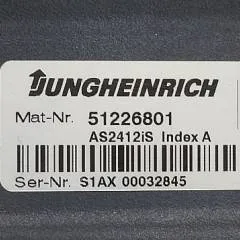 JUNGHEINRICH
Mat-Nr. 51226801
AS2412iS Index A
Ser-Nr. S1AX 00032845